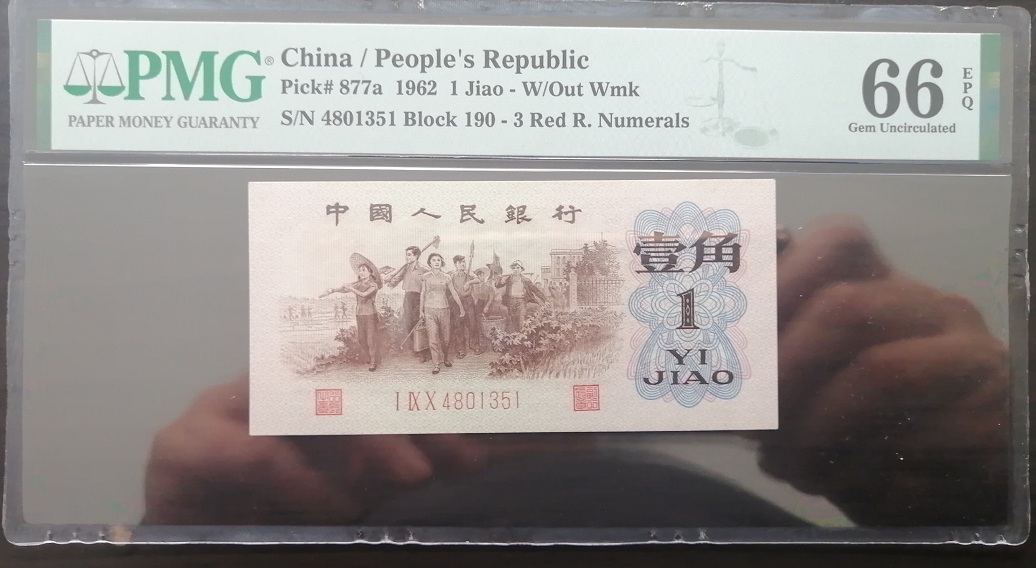 PMG®
PAPER MONEY GUARANTY
China / People's Republic
Pick# 877a 1962 1 Jiao - W/Out Wmk
S/N 4801351 Block 190 - 3 Red R. Numerals
66 EPQ
Gem Uncirculated
中國人民銀行
壹角
1
YI
JIAO
I IX X 4801351